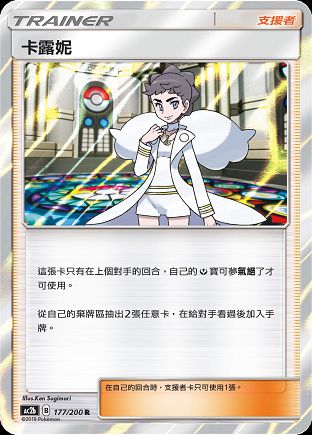 TRAINER 支援者
卡露妮
這張卡只有在上個對手的回合,自己的寶可夢氣絕了才
可使用。
從自己的棄牌區抽出2張任意卡,在給對手看過後加入手
牌。
Illus.Ken Sugimori
在自己的回合時,支援者卡只可使用1張。
AC2b B 177/200 R
©2019 Pokémon